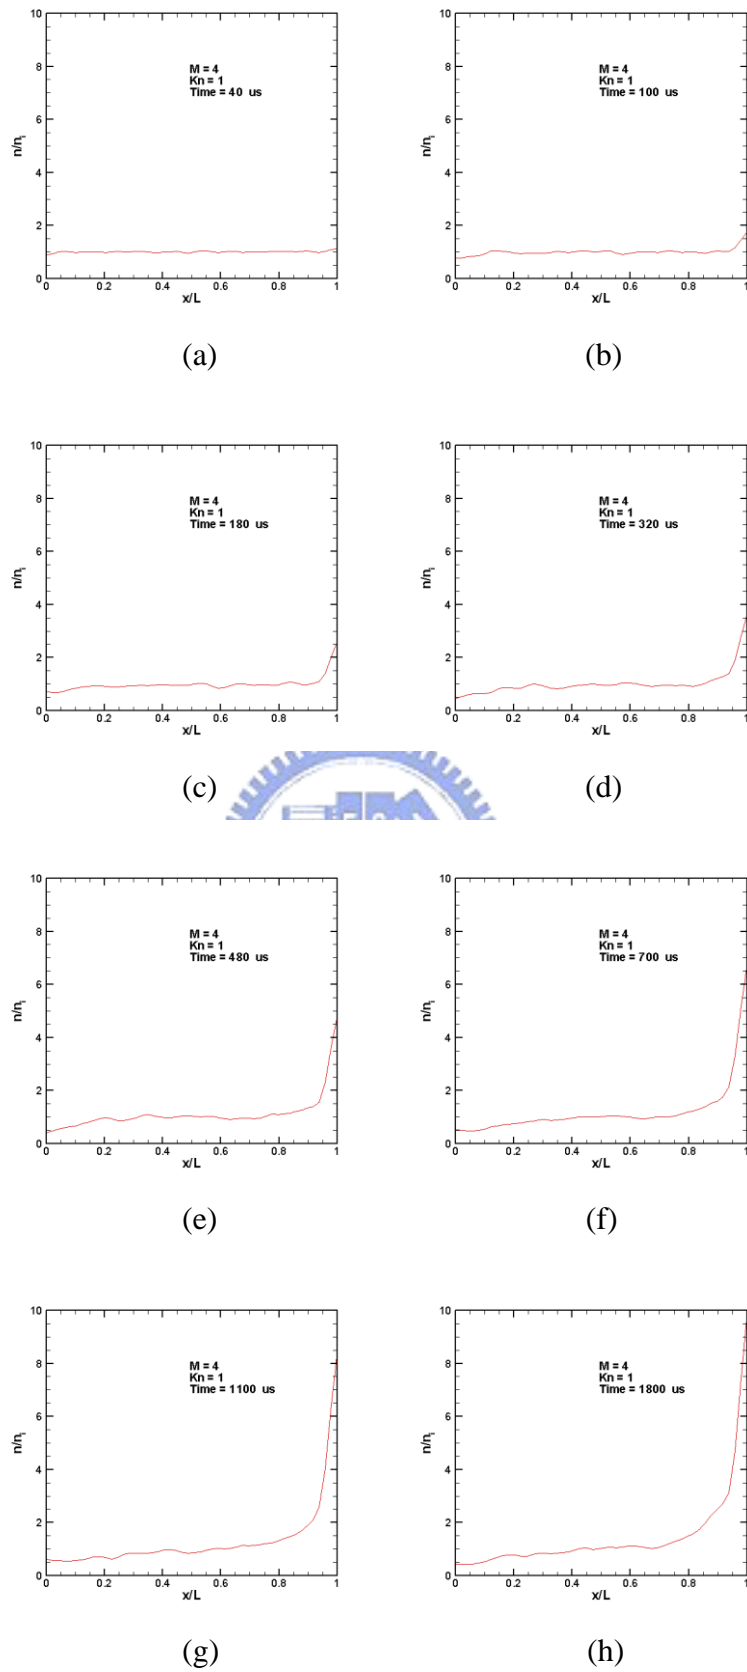 10
8
6
4
2
0
n/nᵢ
M = 4
Kn = 1
Time = 40 us
0 0.2 0.4 0.6 0.8 1
x/L
(a)
10
8
6
4
2
0
n/nᵢ
M = 4
Kn = 1
Time = 100 us
0 0.2 0.4 0.6 0.8 1
x/L
(b)
10
8
6
4
2
0
n/nᵢ
M = 4
Kn = 1
Time = 180 us
0 0.2 0.4 0.6 0.8 1
x/L
(c)
10
8
6
4
2
0
n/nᵢ
M = 4
Kn = 1
Time = 320 us
0 0.2 0.4 0.6 0.8 1
x/L
(d)
10
8
6
4
2
0
n/nᵢ
M = 4
Kn = 1
Time = 480 us
0 0.2 0.4 0.6 0.8 1
x/L
(e)
10
8
6
4
2
0
n/nᵢ
M = 4
Kn = 1
Time = 700 us
0 0.2 0.4 0.6 0.8 1
x/L
(f)
10
8
6
4
2
0
n/nᵢ
M = 4
Kn = 1
Time = 1100 us
0 0.2 0.4 0.6 0.8 1
x/L
(g)
10
8
6
4
2
0
n/nᵢ
M = 4
Kn = 1
Time = 1800 us
0 0.2 0.4 0.6 0.8 1
x/L
(h)